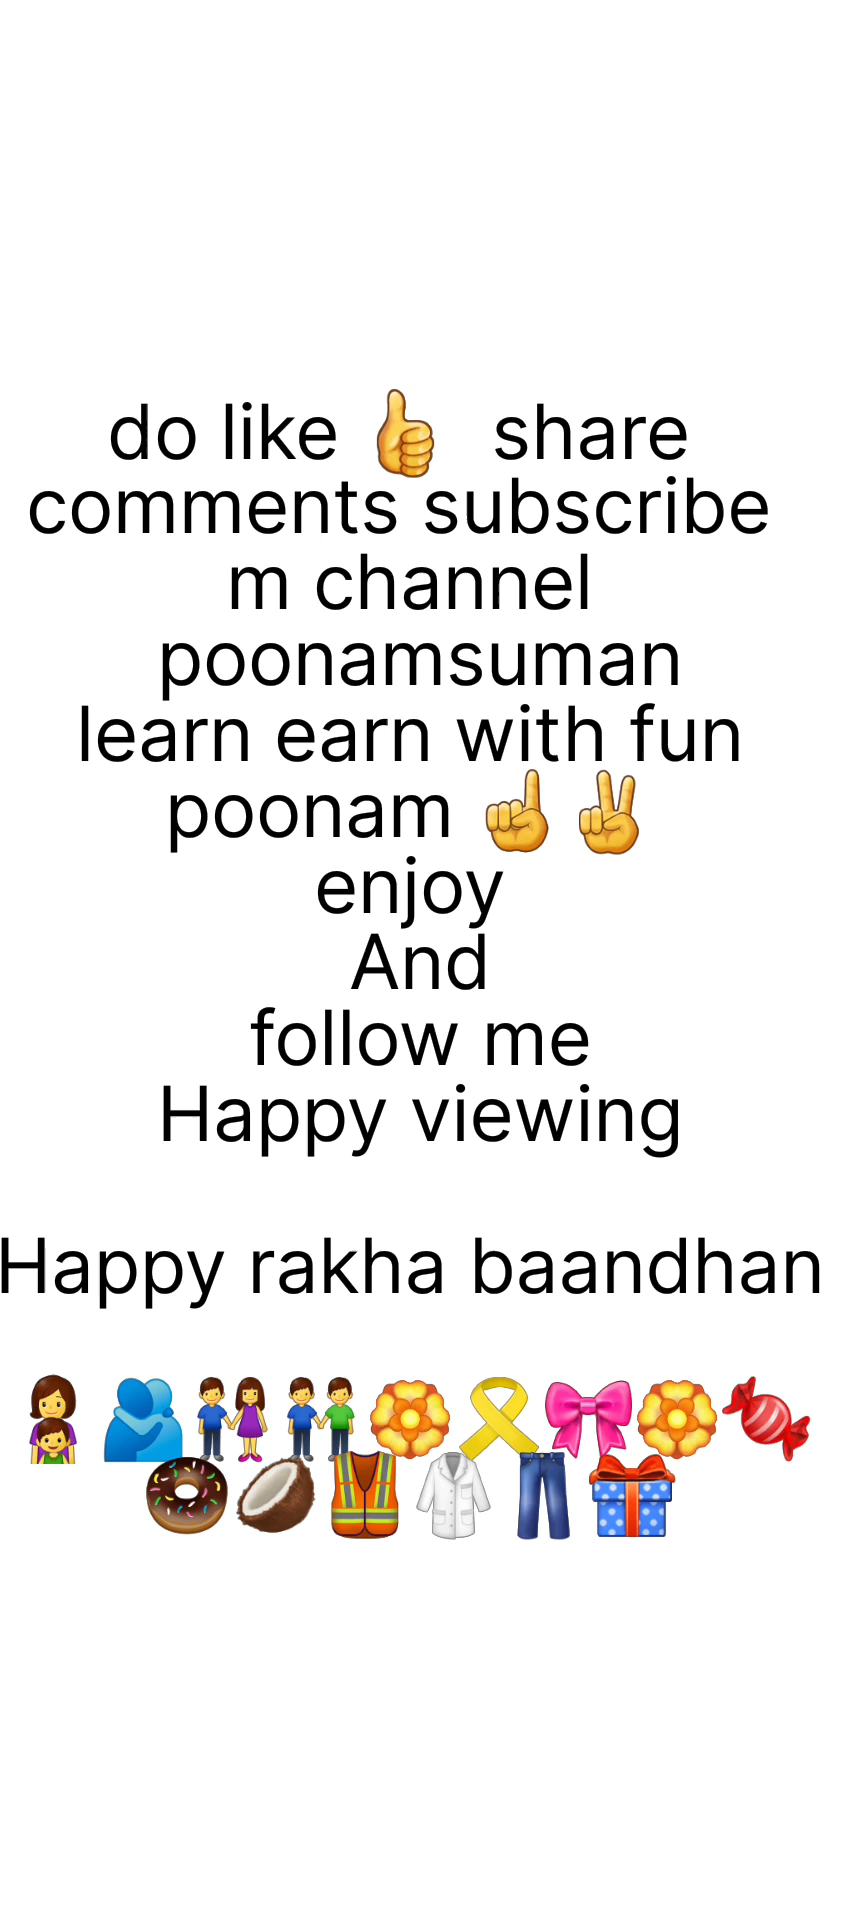 do like 👍 share
comments subscribe
m channel
poonamsuman
learn earn with fun
poonam ☝️✌️
enjoy
And
follow me
Happy viewing
Happy rakha baandhan
👩‍👦🫂👫👬🏵️🎗️🎀🏵️🍬
🍩🥥🦺🥼👖🎁